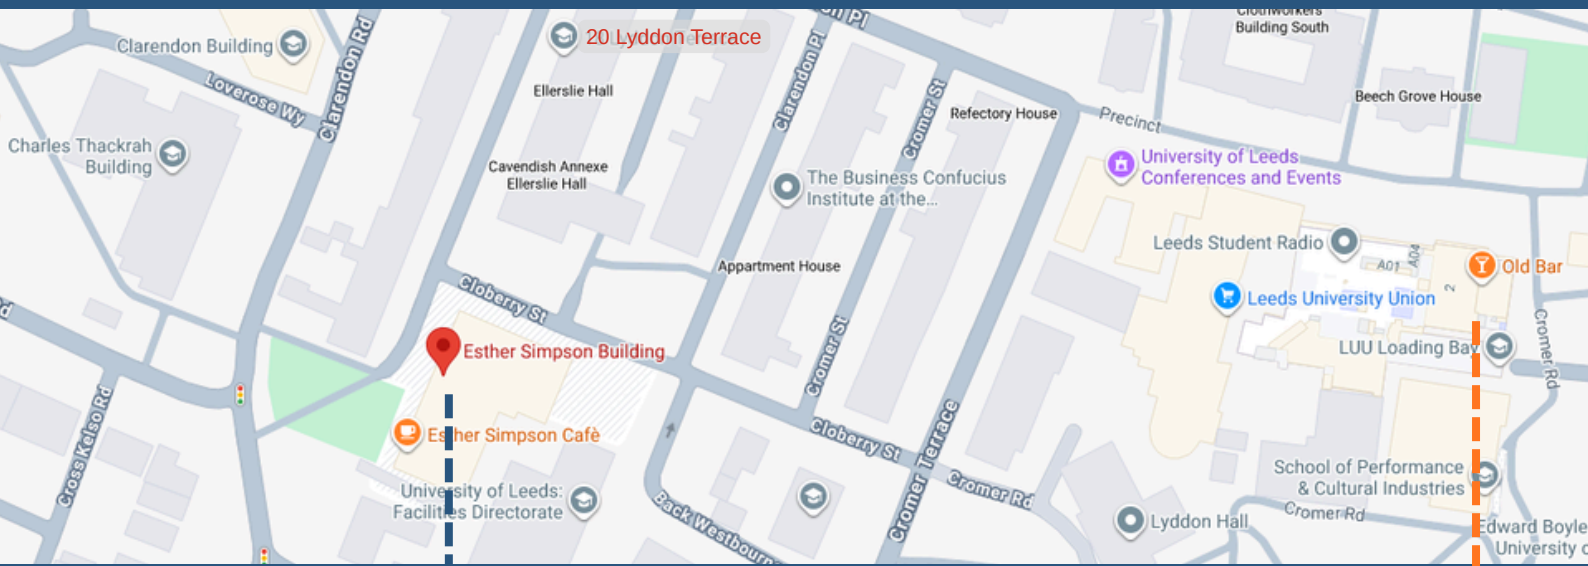 Clarendon Building
Clarendon Rd
20 Lyddon Terrace
Clarendon Pl
Pl
Clothworkers
Building South
Loverose Wy
Ellerslie Hall
Cromer St
Refectory House
Precinct
Beech Grove House
Charles Thackrah
Building
Cavendish Annexe
Ellerslie Hall
University of Leeds
Conferences and Events
The Business Confucius
Institute at the...
Leeds Student Radio
A01
A04
2
Old Bar
Appartment House
Cloberry St
Leeds University Union
Cromer St
Cromer Rd
LUU Loading Bay
Esther Simpson Building
Cross Kelso Rd
Esther Simpson Cafè
Cloberry St
Cromer Terrace
Cromer Rd
School of Performance
& Cultural Industries
University of Leeds:
Facilities Directorate
Back Westbourn
Lyddon Hall
Cromer Rd
Edward Boyle
University